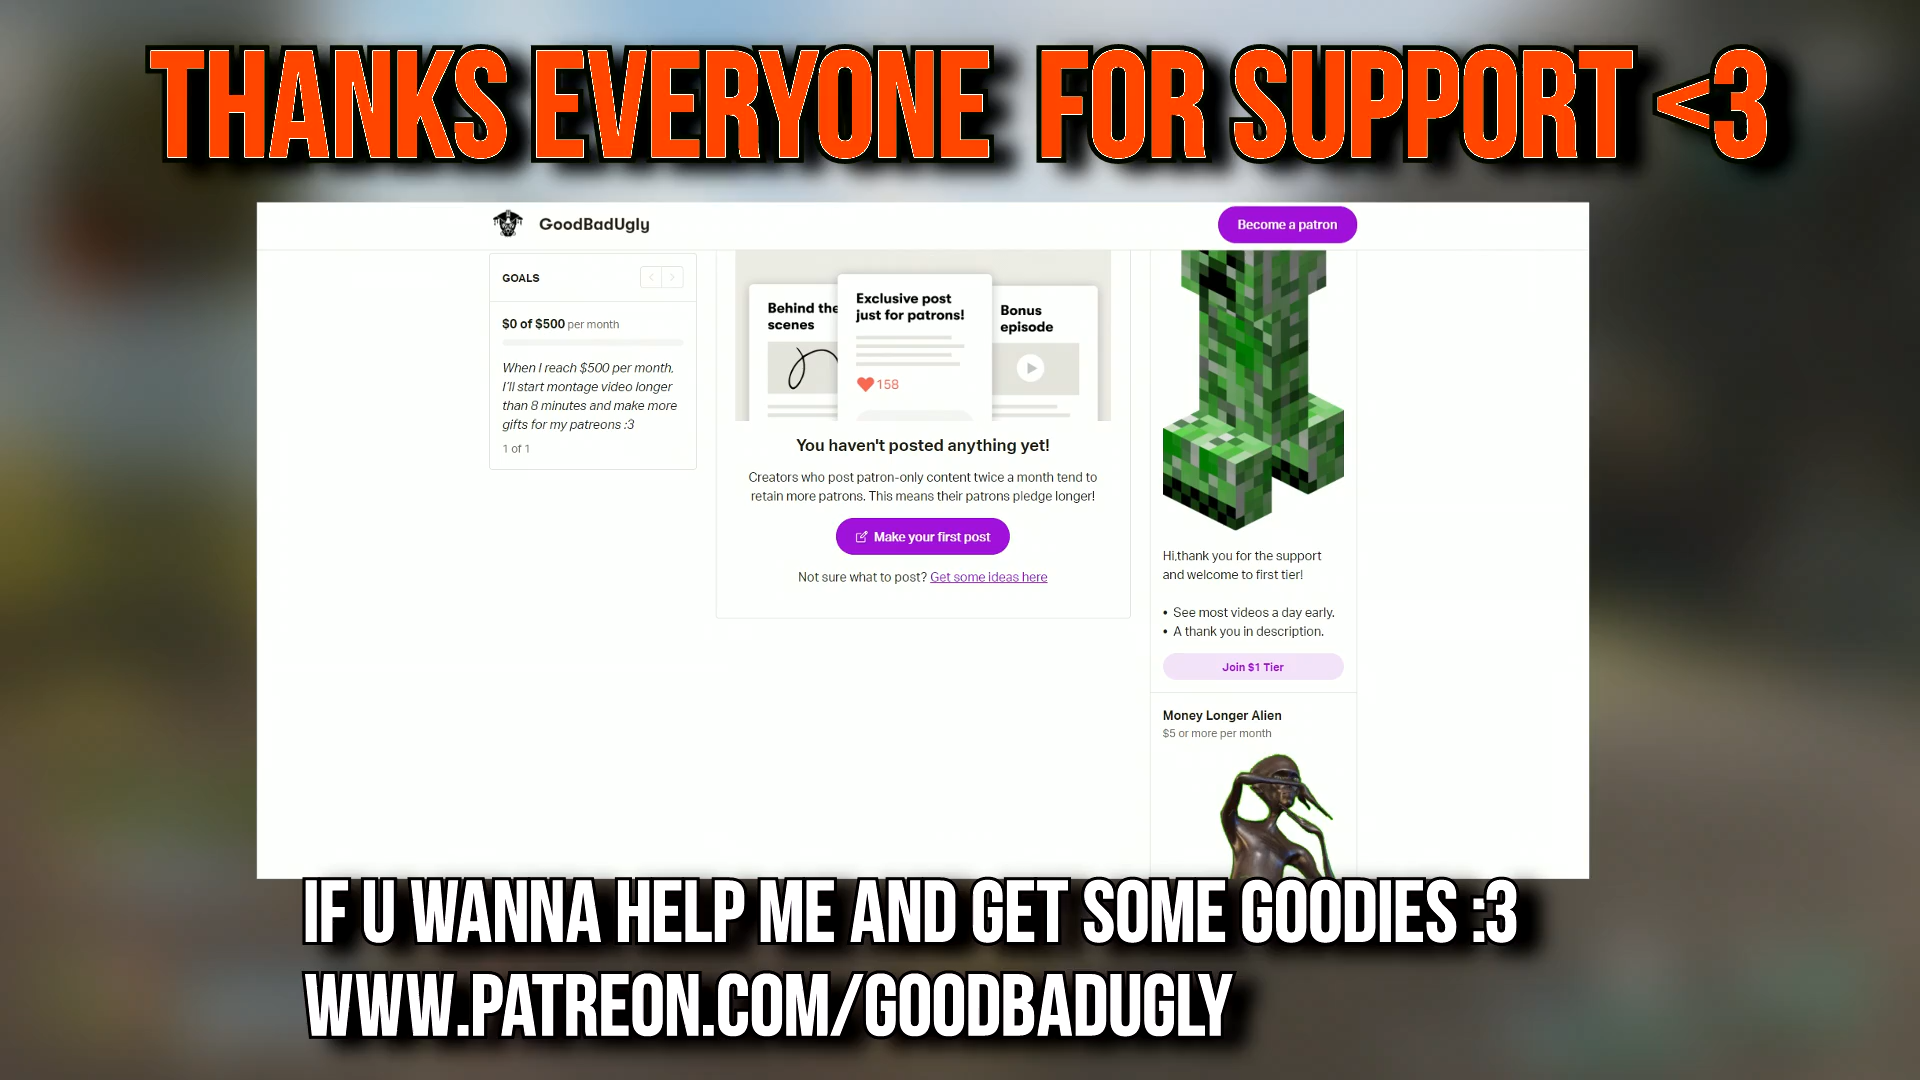 THANKS EVERYONE FOR SUPPORT <3
GoodBadUgly
Become a patron
GOALS
$0 of $500 per month
When I reach $500 per month,
I'll start montage video longer
than 8 minutes and make more
gifts for my patreons :3
1 of 1
Behind the
scenes
Exclusive post
just for patrons!
158
Bonus
episode
You haven't posted anything yet!
Creators who post patron-only content twice a month tend to
retain more patrons. This means their patrons pledge longer!
Make your first post
Not sure what to post? Get some ideas here
Hi,thank you for the support
and welcome to first tier!
• See most videos a day early.
• A thank you in description.
Join $1 Tier
Money Longer Alien
$5 or more per month
IF U WANNA HELP ME AND GET SOME GOODIES :3
WWW.PATREON.COM/GOODBADUGLY